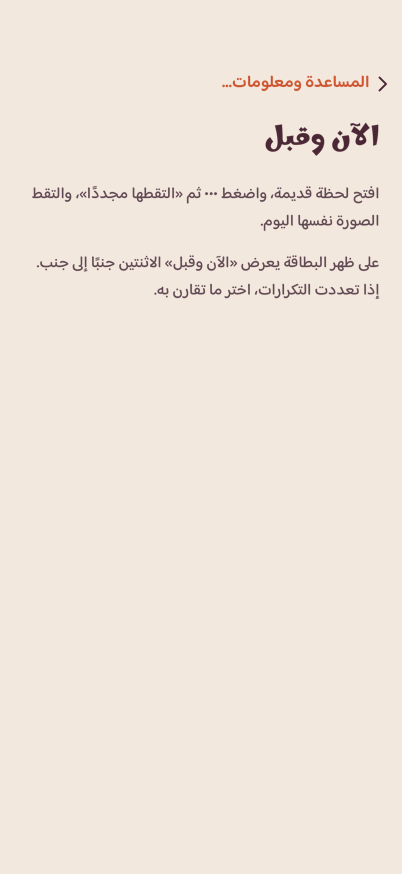 المساعدة ومعلومات...
الآن وقبل
افتح لحظة قديمة، واضغط ••• ثم «التقطها مجددًا»، والتقط
الصورة نفسها اليوم.
على ظهر البطاقة يعرض «الآن وقبل» الاثنتين جنبًا إلى جنب.
إذا تعددت التكرارات، اختر ما تقارن به.